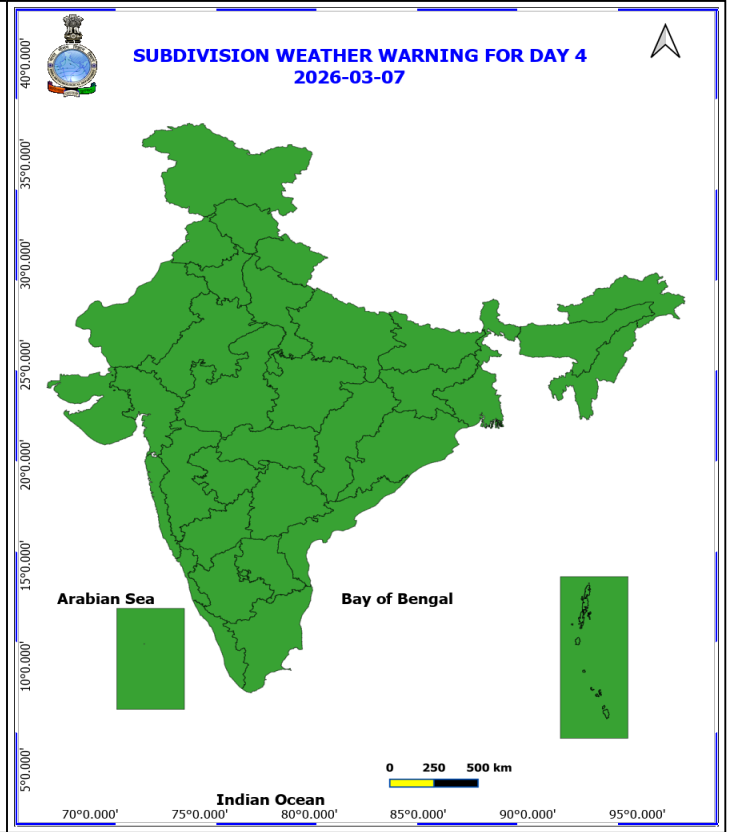 SUBDIVISION WEATHER WARNING FOR DAY 4
2026-03-07
40°0.000'
35°0.000'
30°0.000'
25°0.000'
20°0.000'
15°0.000'
10°0.000'
5°0.000'
Arabian Sea
Bay of Bengal
0 250 500 km
Indian Ocean
70°0.000' 75°0.000' 80°0.000' 85°0.000' 90°0.000' 95°0.000'